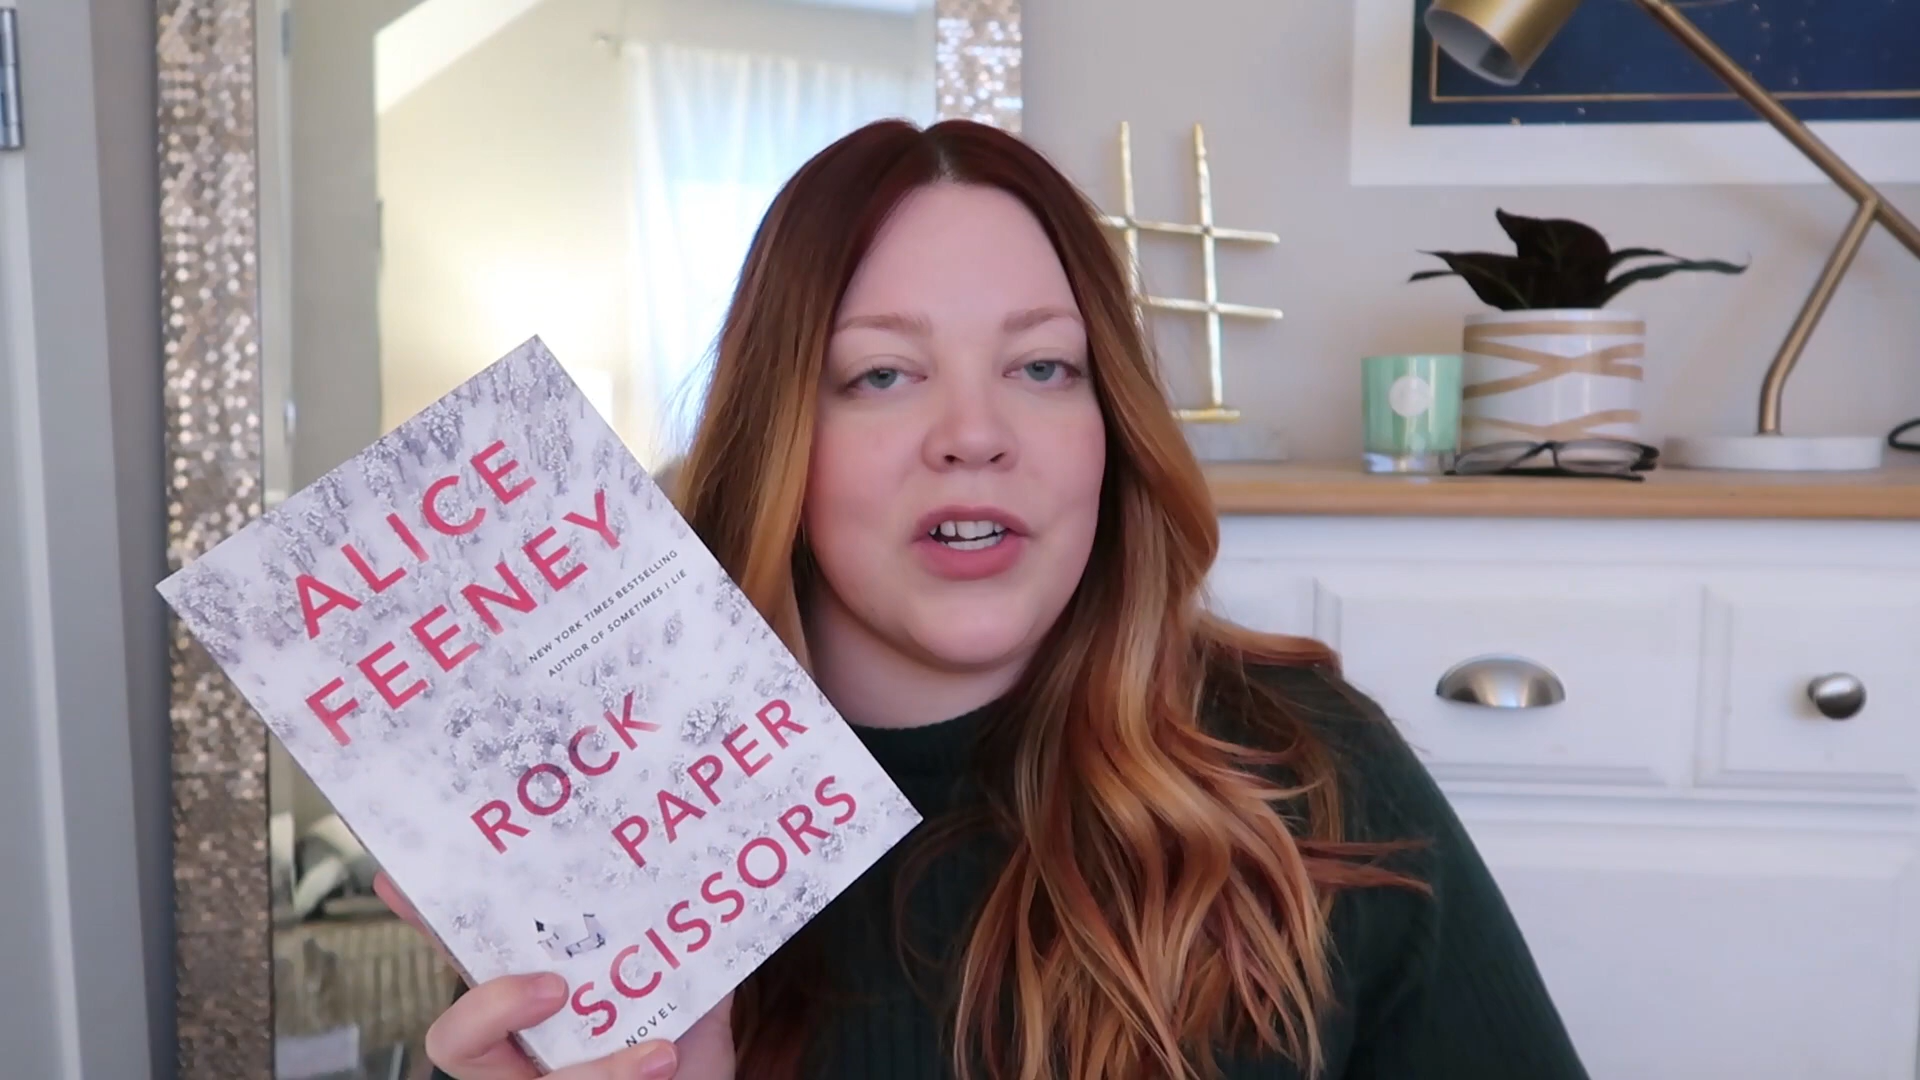 ALICE
FEENEY
NEW YORK TIMES BESTSELLING
AUTHOR OF SOMETIMES I LIE
ROCK
PAPER
SCISSORS
NOVEL